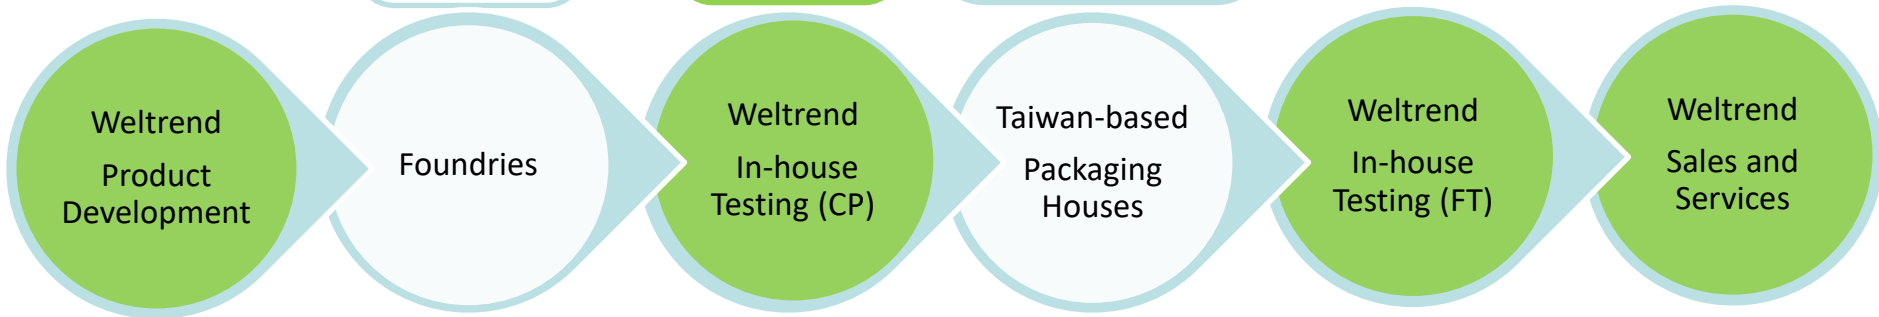 Weltrend
Product
Development
Foundries
Weltrend
In-house
Testing (CP)
Taiwan-based
Packaging
Houses
Weltrend
In-house
Testing (FT)
Weltrend
Sales and
Services